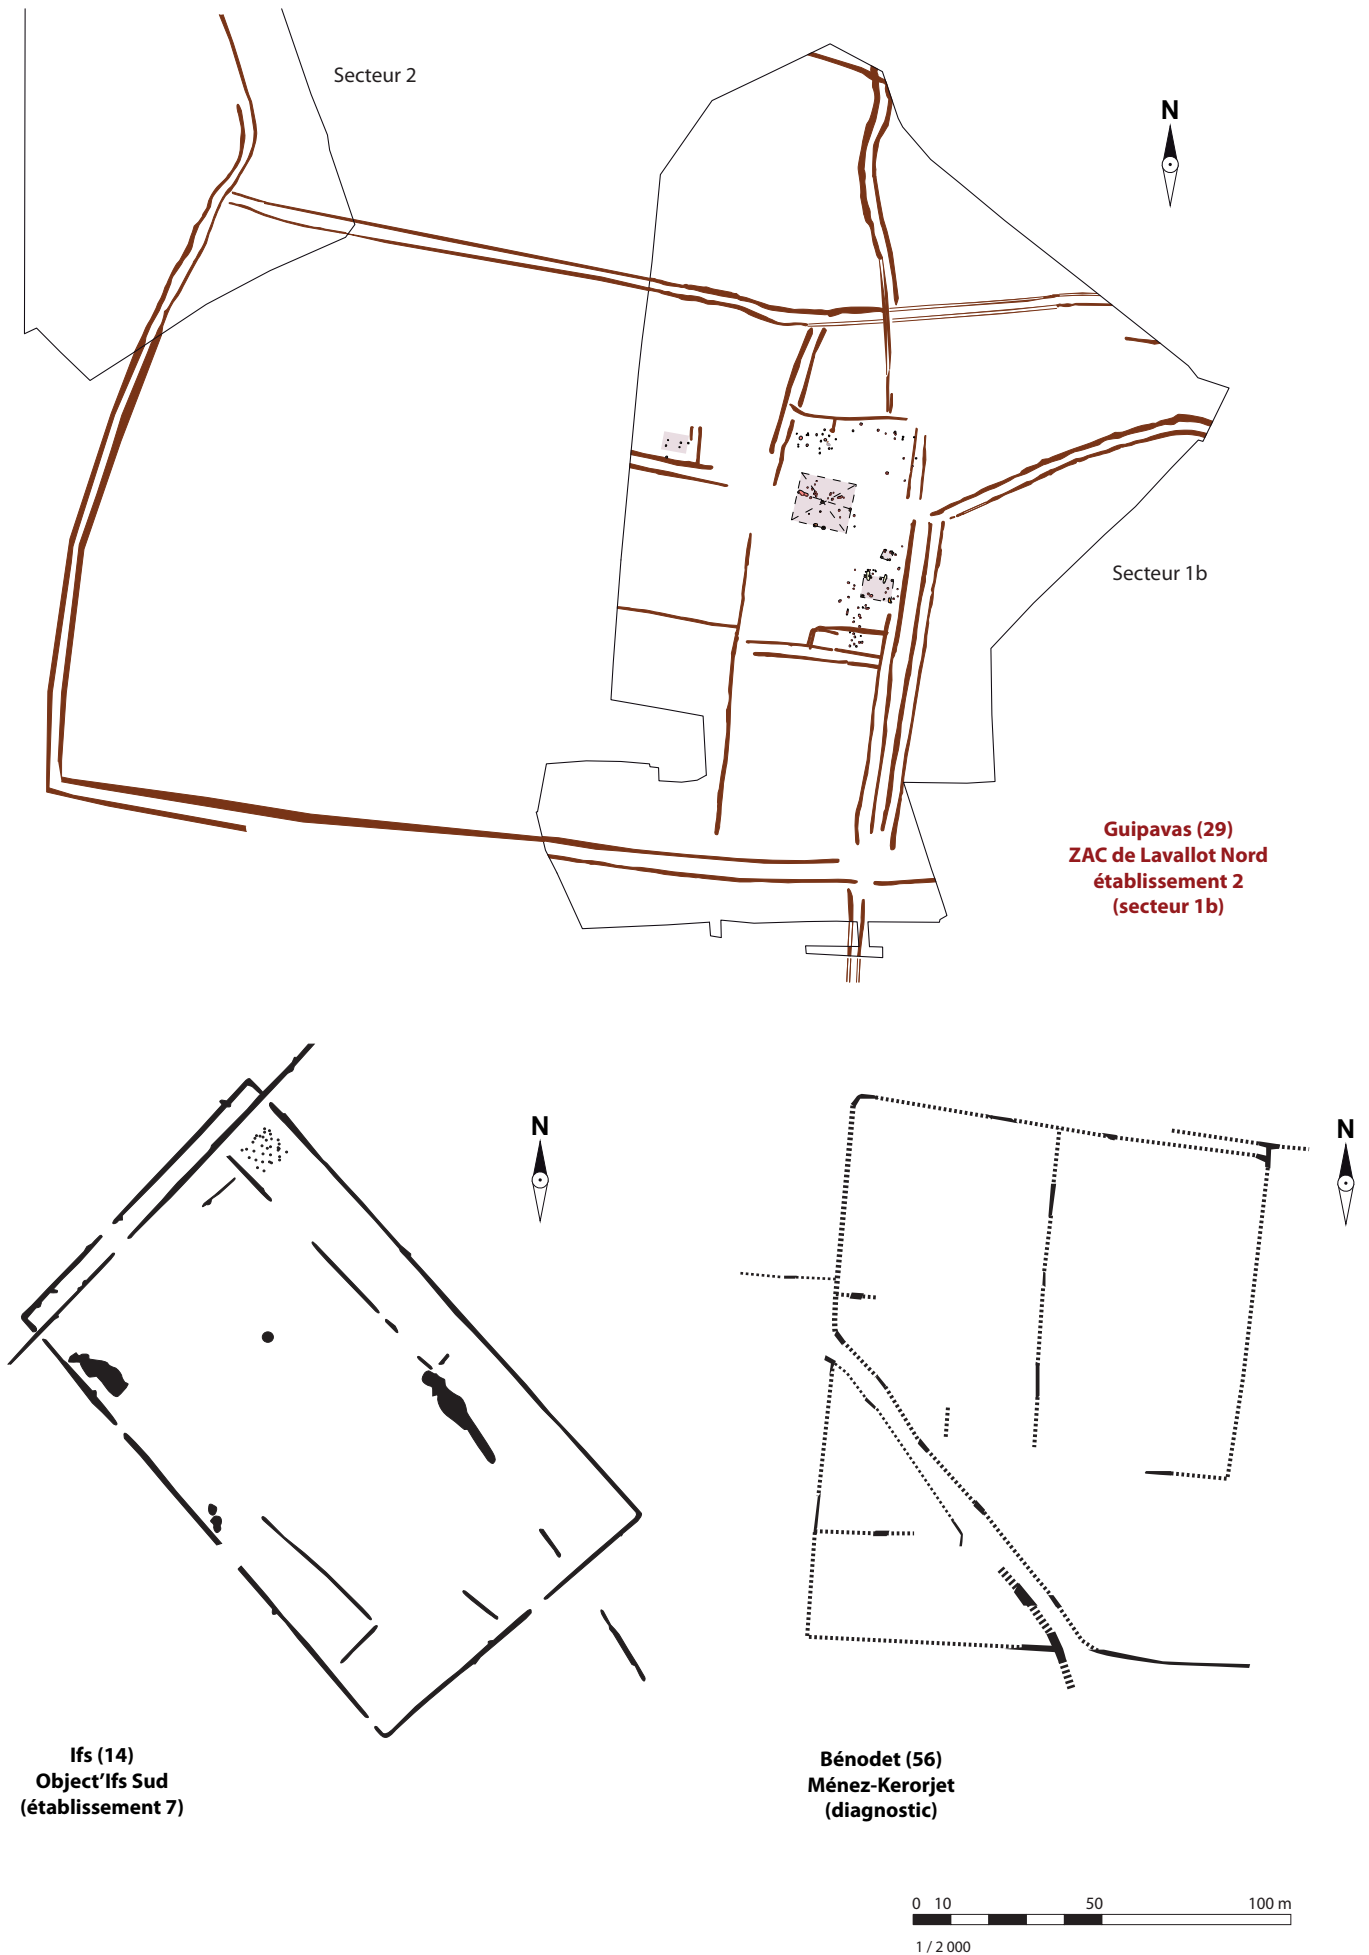 Secteur 2
N
Secteur 1b
Guipavas (29)
ZAC de Lavallot Nord
établissement 2
(secteur 1b)
N
N
Ifs (14)
Object'Ifs Sud
(établissement 7)
Bénodet (56)
Ménez-Kerorjet
(diagnostic)
0 10 50 100 m
1 / 2 000